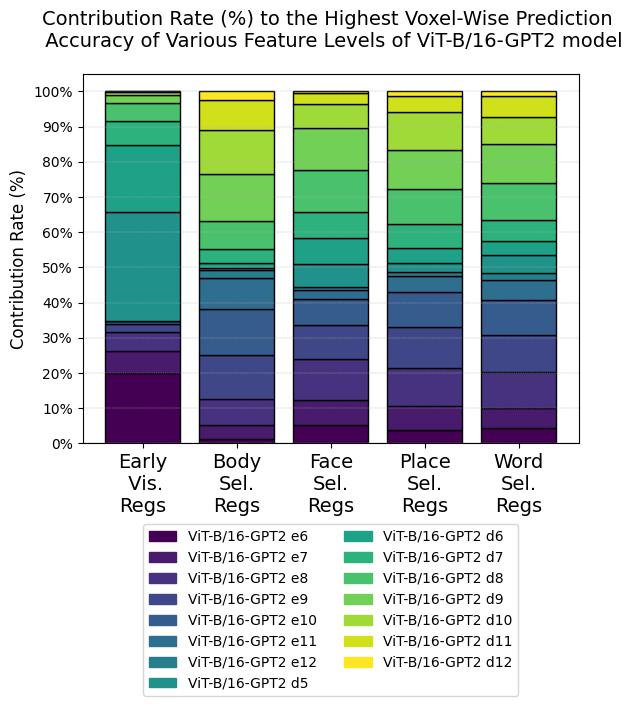 Contribution Rate (%) to the Highest Voxel-Wise Prediction
Accuracy of Various Feature Levels of ViT-B/16-GPT2 model
Contribution Rate (%)
100%
90%
80%
70%
60%
50%
40%
30%
20%
10%
0%
Early
Vis.
Regs
Body
Sel.
Regs
Face
Sel.
Regs
Place
Sel.
Regs
Word
Sel.
Regs
ViT-B/16-GPT2 e6
ViT-B/16-GPT2 e7
ViT-B/16-GPT2 e8
ViT-B/16-GPT2 e9
ViT-B/16-GPT2 e10
ViT-B/16-GPT2 e11
ViT-B/16-GPT2 e12
ViT-B/16-GPT2 d5
ViT-B/16-GPT2 d6
ViT-B/16-GPT2 d7
ViT-B/16-GPT2 d8
ViT-B/16-GPT2 d9
ViT-B/16-GPT2 d10
ViT-B/16-GPT2 d11
ViT-B/16-GPT2 d12